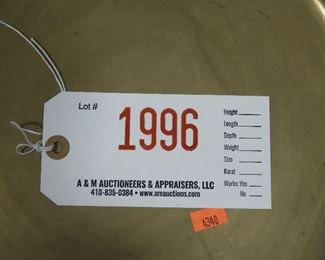 Lot #
1996
Height
Length
Depth
Weight
Size
Karat
Works: Yes
No
A & M AUCTIONEERS & APPRAISERS, LLC
410-835-0384 • www.amauctions.com
4340